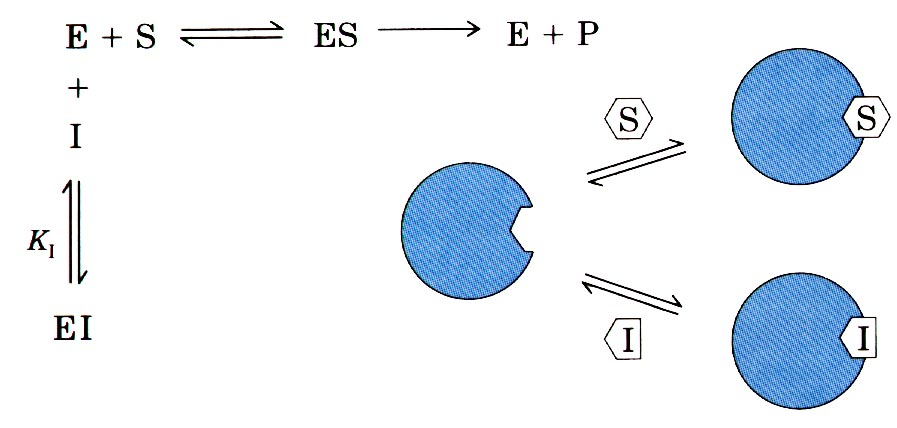 E + S ⇌ ES ⟶ E + P
+
I
K_I
EI
S
S
I
I